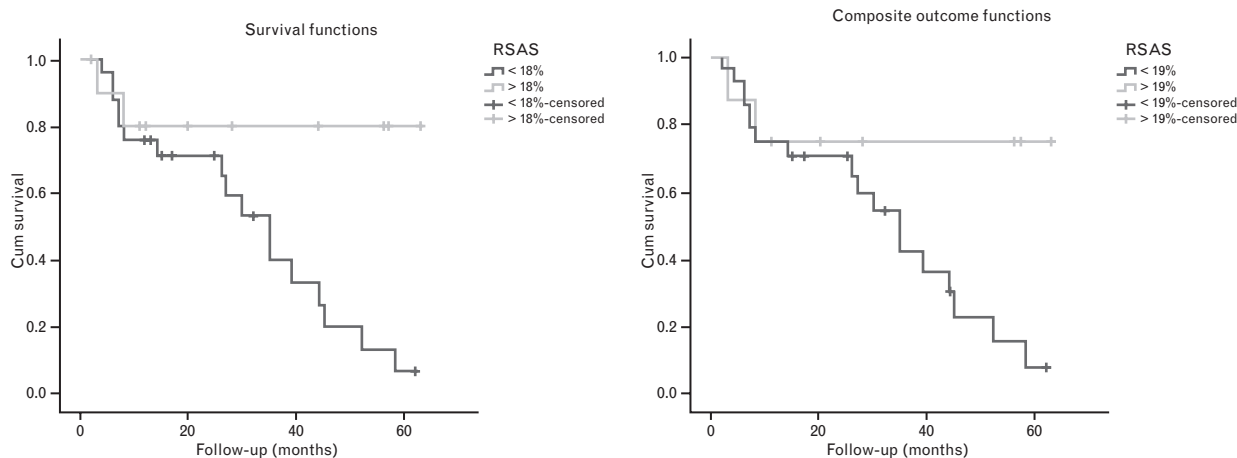 Survival functions
Cum survival
1.0
0.8
0.6
0.4
0.2
0.0
0
20
40
60
Follow-up (months)
RSAS
< 18%
> 18%
< 18%-censored
> 18%-censored
Composite outcome functions
Cum survival
1.0
0.8
0.6
0.4
0.2
0.0
0
20
40
60
Follow-up (months)
RSAS
< 19%
> 19%
< 19%-censored
> 19%-censored